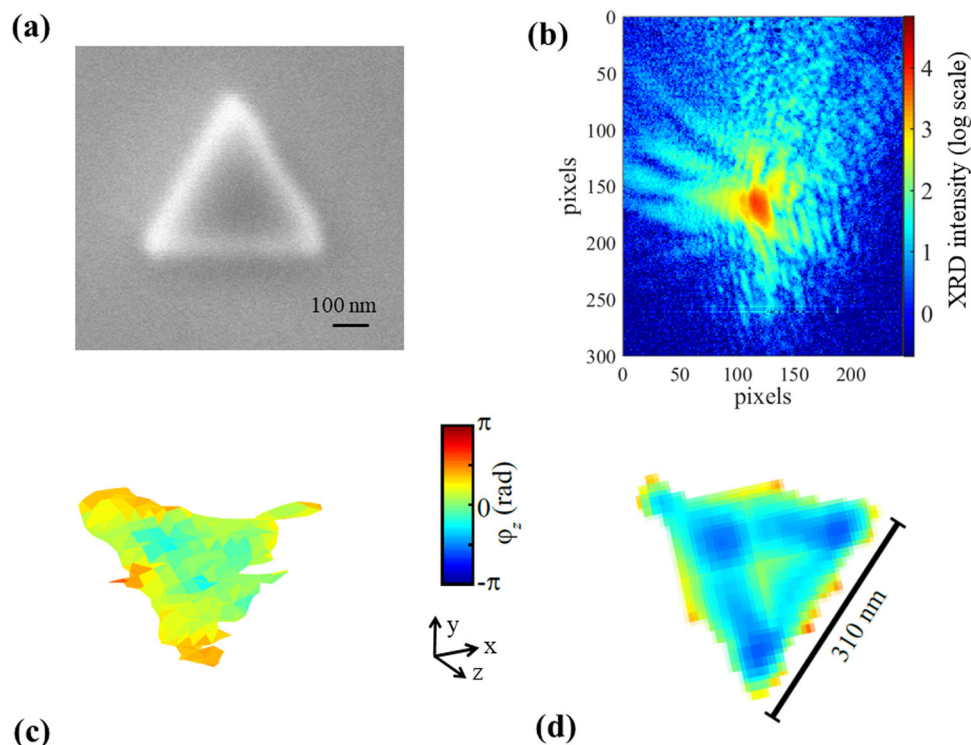 (a)
100 nm
(b)
0
50
100
150
200
250
300
pixels
0 50 100 150 200
pixels
4
3
2
1
0
XRD intensity (log scale)
(c)
π
0
-π
φz (rad)
y
x
z
(d)
310 nm